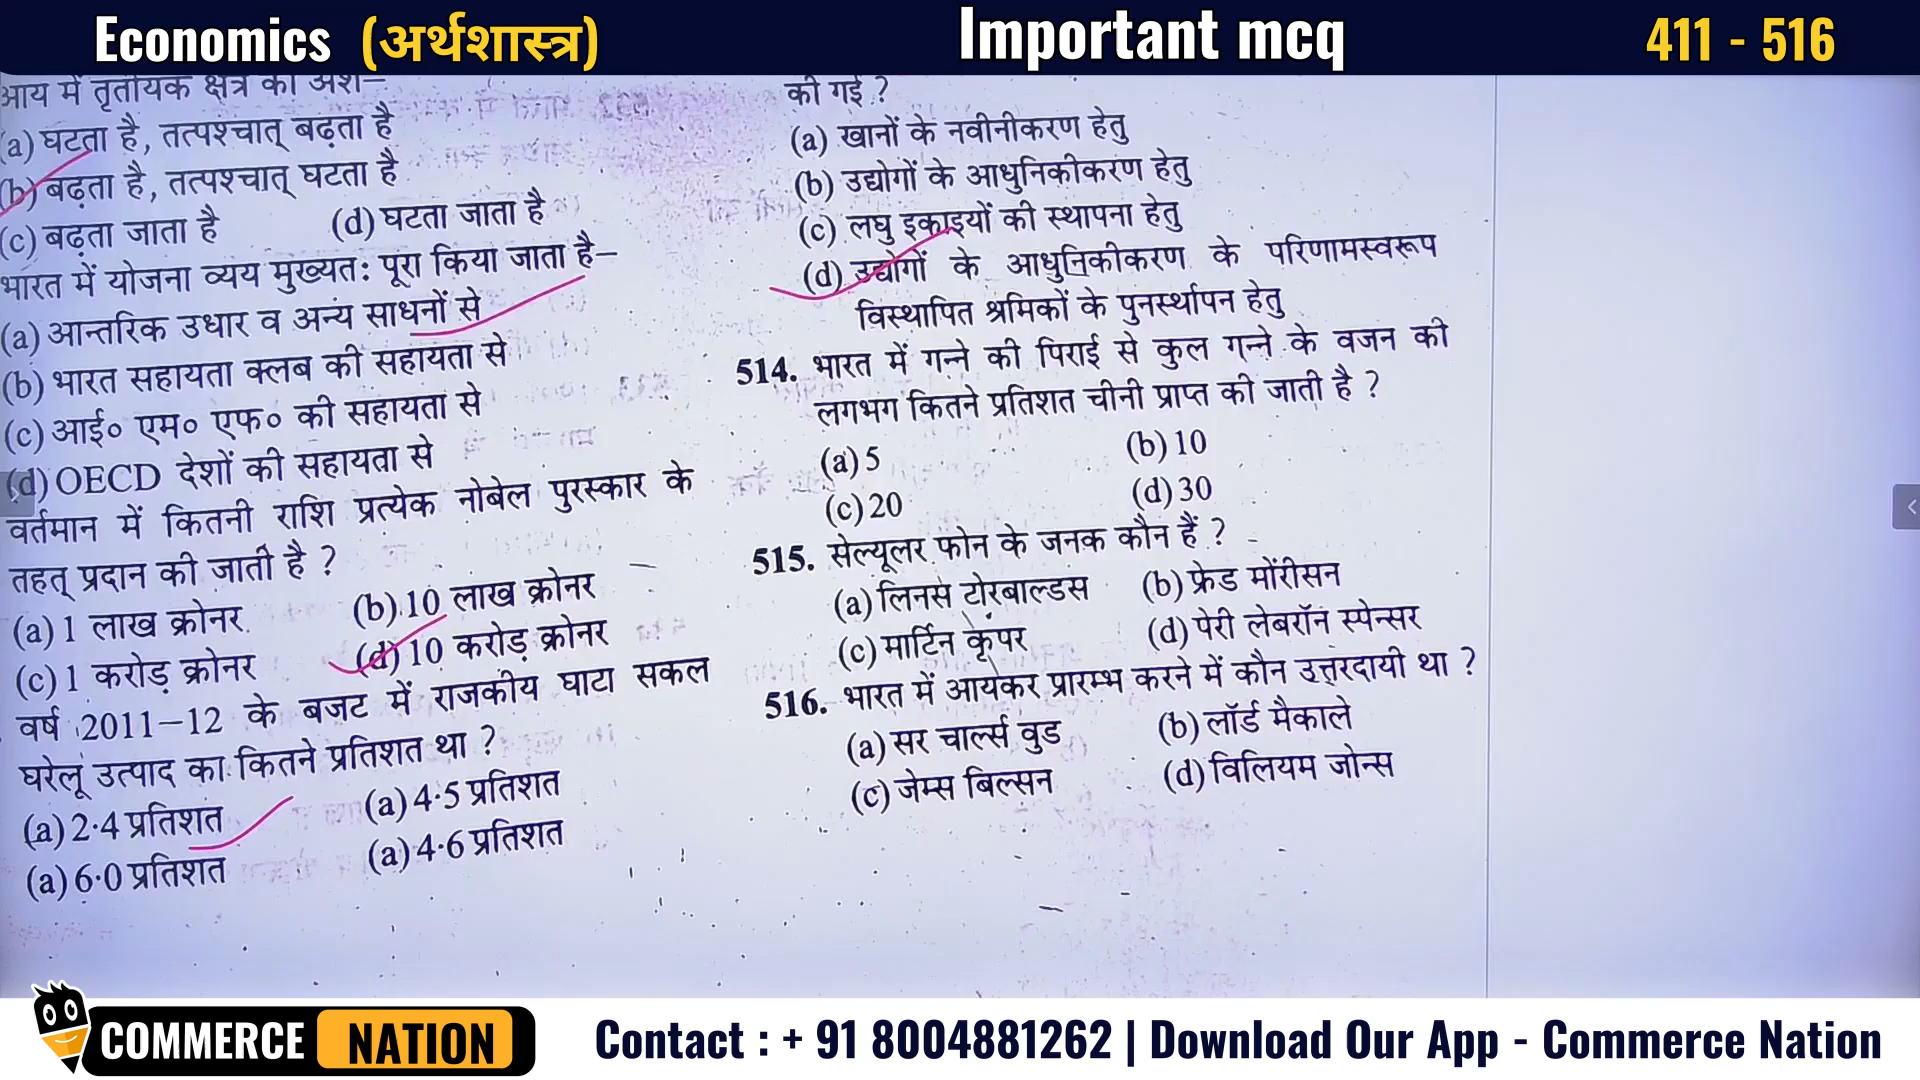 Economics (अर्थशास्त्र)
Important mcq
411 - 516
आय में तृतीयक क्षेत्र का अंश–
(a) घटता है, तत्पश्चात् बढ़ता है
(b) बढ़ता है, तत्पश्चात् घटता है
(c) बढ़ता जाता है (d) घटता जाता है
भारत में योजना व्यय मुख्यतः पूरा किया जाता है–
(a) आन्तरिक उधार व अन्य साधनों से
(b) भारत सहायता क्लब की सहायता से
(c) आई० एम० एफ० की सहायता से
(d) OECD देशों की सहायता से
वर्तमान में कितनी राशि प्रत्येक नोबेल पुरस्कार के
तहत् प्रदान की जाती है ?
(a) 1 लाख क्रोनर (b) 10 लाख क्रोनर
(c) 1 करोड़ क्रोनर (d) 10 करोड़ क्रोनर
वर्ष 2011–12 के बजट में राजकीय घाटा सकल
घरेलू उत्पाद का कितने प्रतिशत था ?
(a) 2·4 प्रतिशत (a) 4·5 प्रतिशत
(a) 6·0 प्रतिशत (a) 4·6 प्रतिशत
की गई ?
(a) खानों के नवीनीकरण हेतु
(b) उद्योगों के आधुनिकीकरण हेतु
(c) लघु इकाइयों की स्थापना हेतु
(d) उद्योगों के आधुनिकीकरण के परिणामस्वरूप
विस्थापित श्रमिकों के पुनर्स्थापन हेतु
514. भारत में गन्ने की पिराई से कुल गन्ने के वजन की
लगभग कितने प्रतिशत चीनी प्राप्त की जाती है ?
(a) 5 (b) 10
(c) 20 (d) 30
515. सेल्यूलर फोन के जनक कौन हैं ?
(a) लिनस टोरबाल्डस (b) फ्रेड मोंरीसन
(c) मार्टिन कूपर (d) पेरी लेबरॉन स्पेन्सर
516. भारत में आयकर प्रारम्भ करने में कौन उत्तरदायी था ?
(a) सर चार्ल्स वुड (b) लॉर्ड मैकाले
(c) जेम्स बिल्सन (d) विलियम जोन्स
COMMERCE NATION
Contact : + 91 8004881262 | Download Our App - Commerce Nation